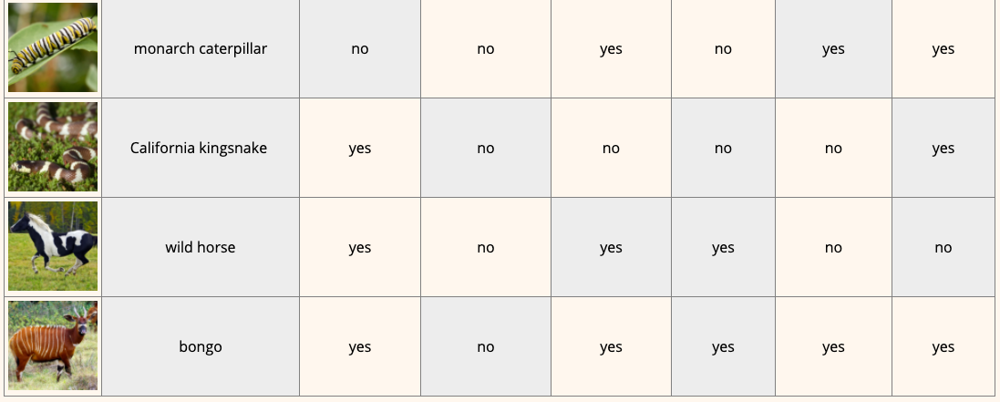 monarch caterpillar no no yes no yes yes
California kingsnake yes no no no no yes
wild horse yes no yes yes no no
bongo yes no yes yes yes yes